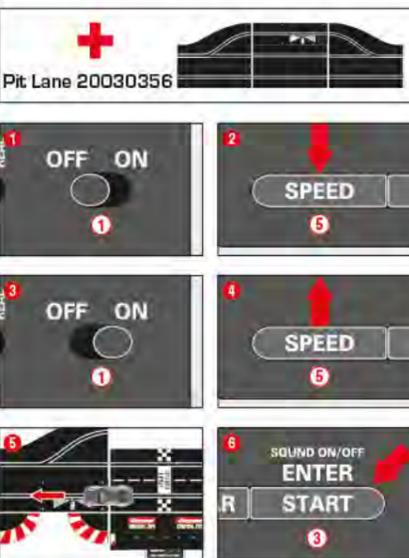 Pit Lane 20030356
1
OFF ON
1
2
SPEED
5
3
OFF ON
1
4
SPEED
5
5
6
SOUND ON/OFF
ENTER
R START
3